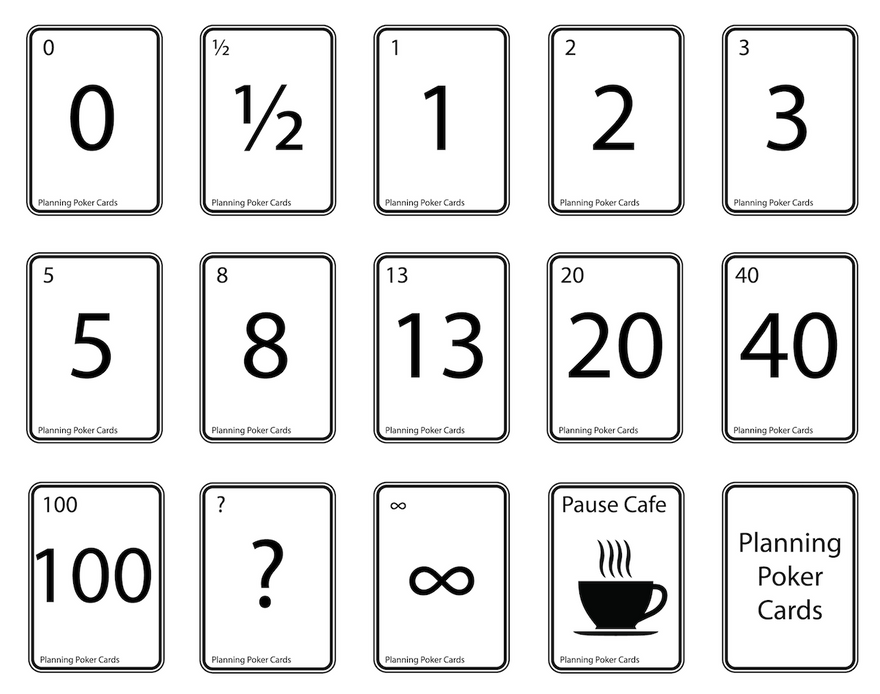 0
0
Planning Poker Cards
½
½
Planning Poker Cards
1
1
Planning Poker Cards
2
2
Planning Poker Cards
3
3
Planning Poker Cards
5
5
Planning Poker Cards
8
8
Planning Poker Cards
13
13
Planning Poker Cards
20
20
Planning Poker Cards
40
40
Planning Poker Cards
100
100
Planning Poker Cards
?
?
Planning Poker Cards
∞
∞
Planning Poker Cards
Pause Cafe
Planning Poker Cards
Planning
Poker
Cards